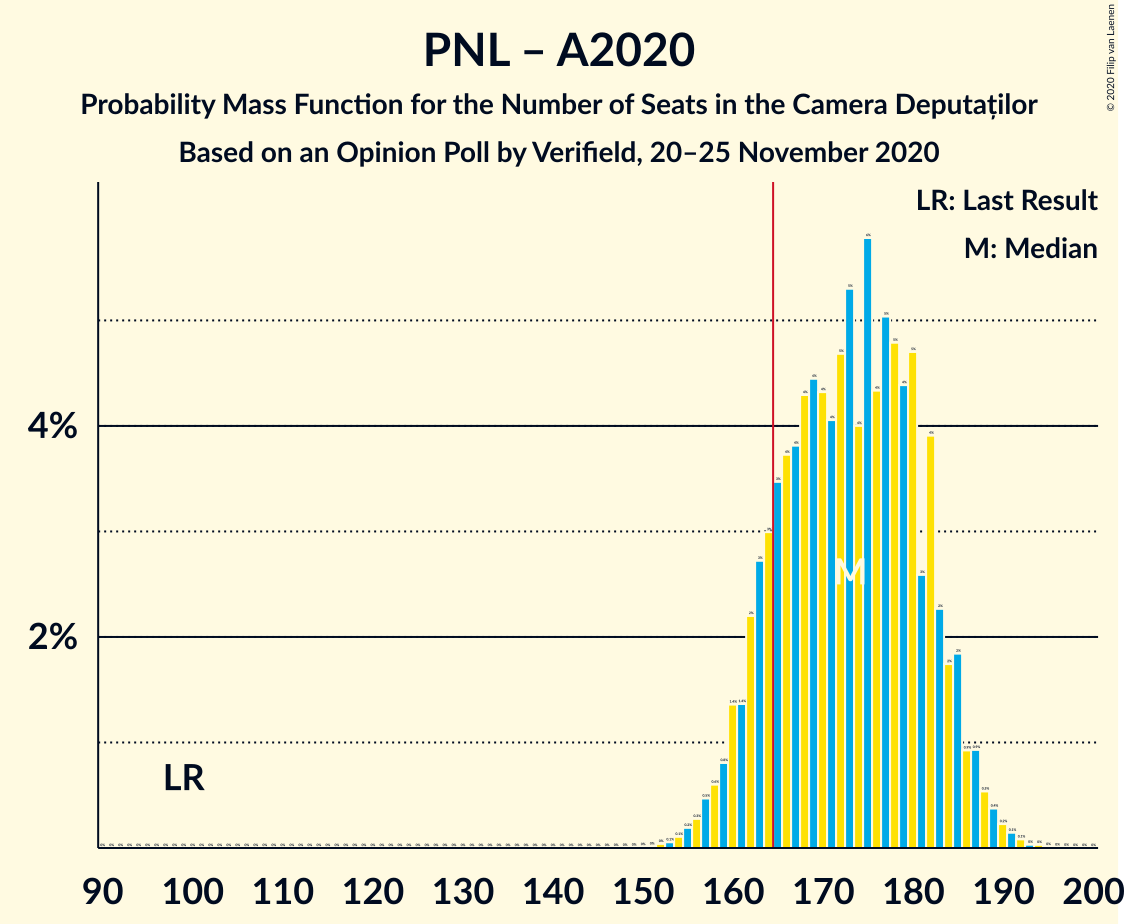 PNL – A2020
Probability Mass Function for the Number of Seats in the Camera Deputaților
Based on an Opinion Poll by Verifield, 20–25 November 2020
© 2020 Filip van Laenen
LR: Last Result
M: Median
4%
2%
LR
M
90 100 110 120 130 140 150 160 170 180 190 200